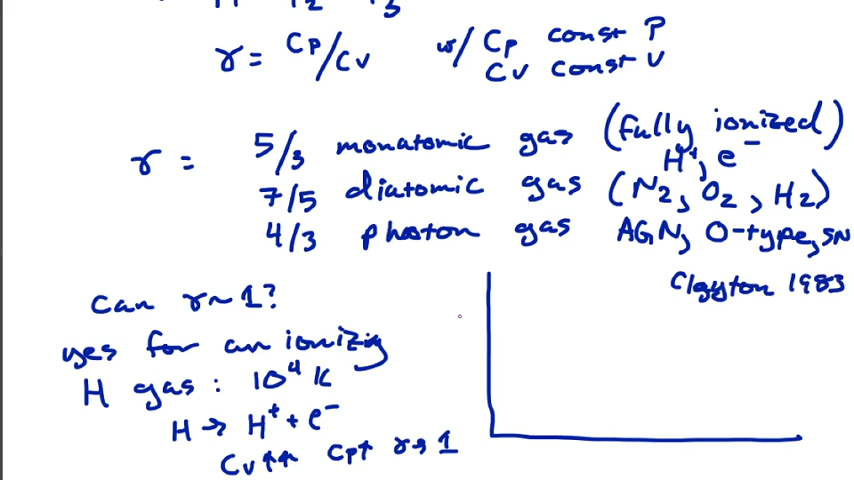 γ = Cp/Cv w/ Cp const P
Cv const V
γ = 5/3 monatomic gas (fully ionized)
H⁺, e⁻
7/5 diatomic gas (N₂, O₂, H₂)
4/3 photon gas AGN, O-type, SN
Clayton 1983
Can γ ~ 1?
yes for an ionizig
H gas : 10⁴ K
H → H⁺ + e⁻
Cv↑↑ Cp↑ γ→ 1